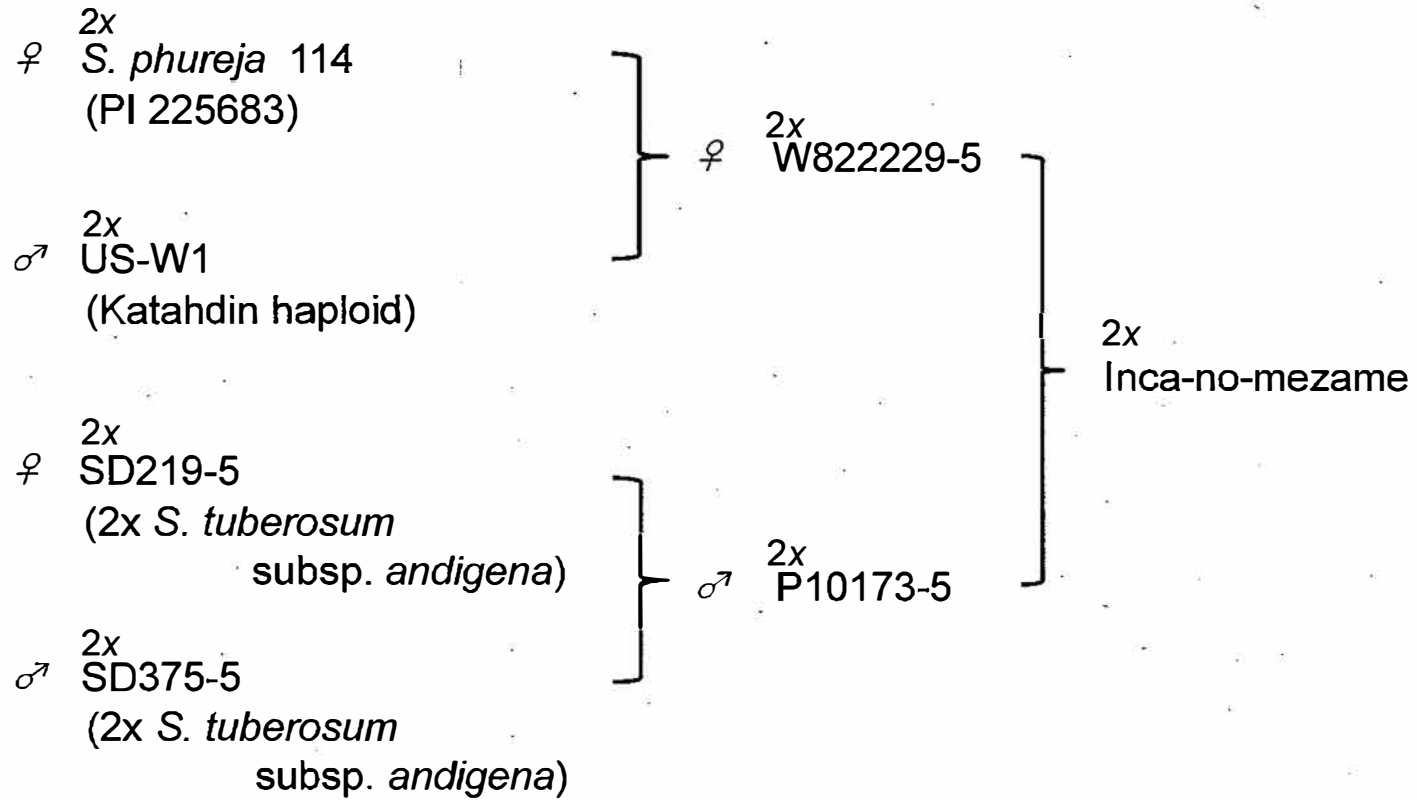 2x
♀ S. phureja 114
(PI 225683)
2x
♂ US-W1
(Katahdin haploid)
2x
♀ W822229-5
2x
♀ SD219-5
(2x S. tuberosum
subsp. andigena)
2x
♂ SD375-5
(2x S. tuberosum
subsp. andigena)
2x
♂ P10173-5
2x
Inca-no-mezame